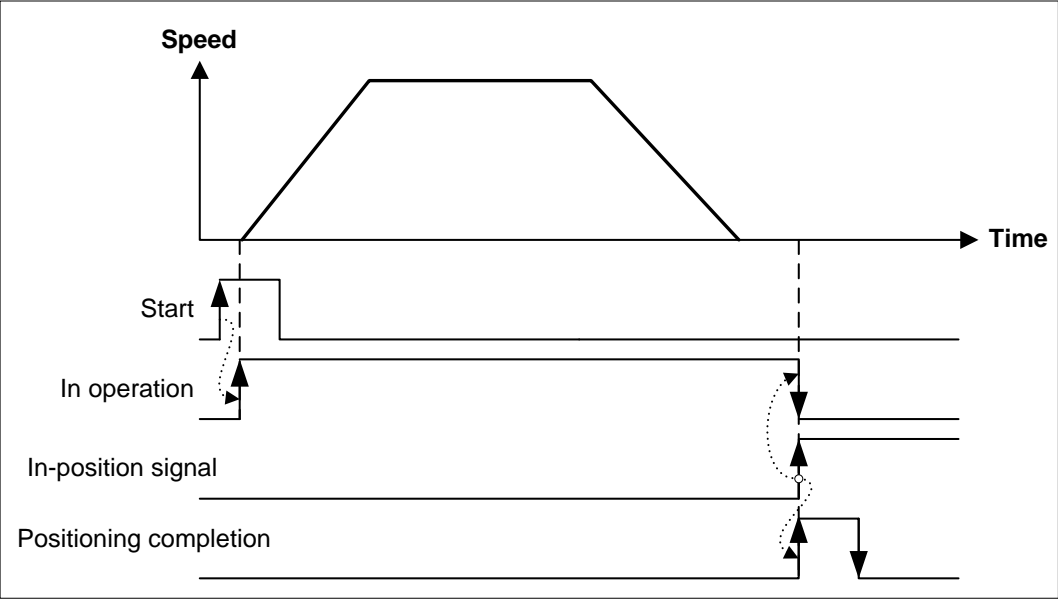 Speed
Time
Start
In operation
In-position signal
Positioning completion